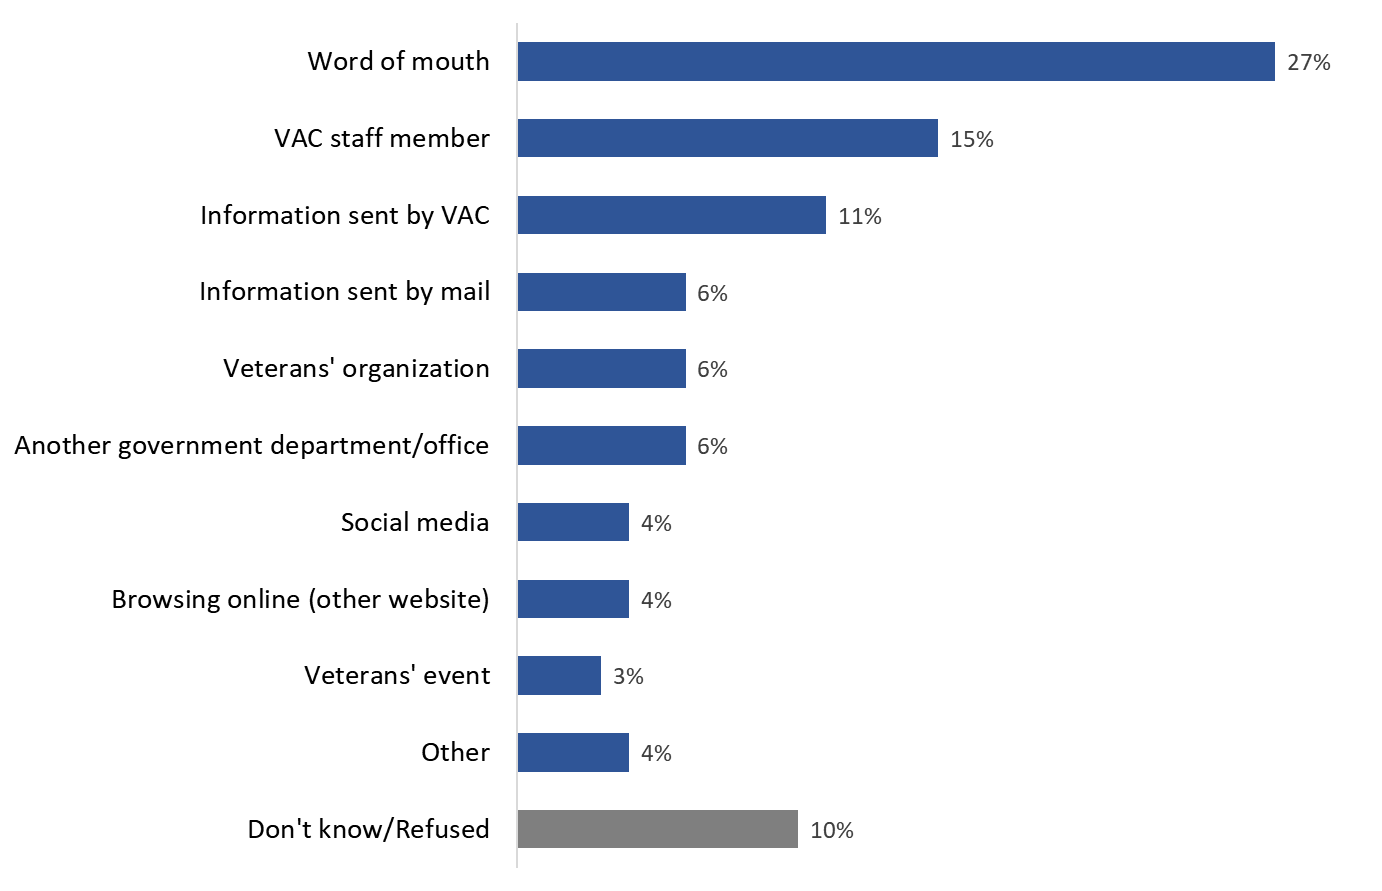 Word of mouth 27%
VAC staff member 15%
Information sent by VAC 11%
Information sent by mail 6%
Veterans' organization 6%
Another government department/office 6%
Social media 4%
Browsing online (other website) 4%
Veterans' event 3%
Other 4%
Don't know/Refused 10%